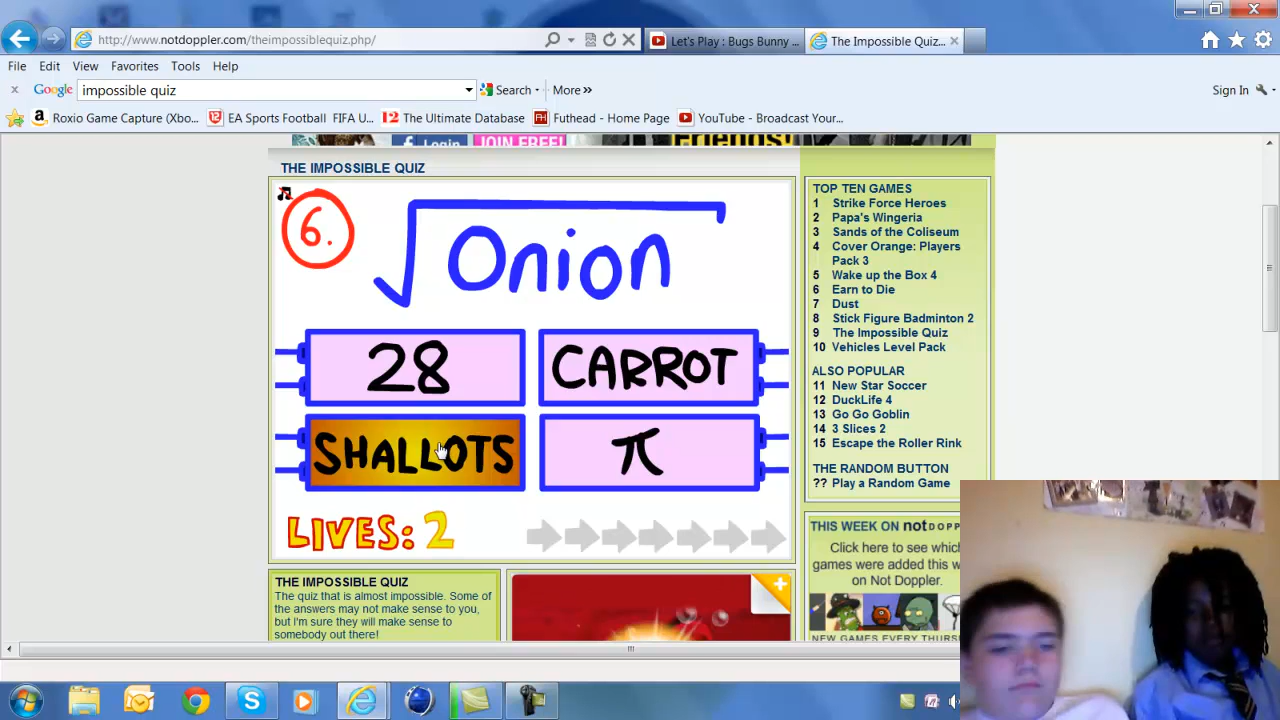 http://www.notdoppler.com/theimpossiblequiz.php/
Let's Play : Bugs Bunny ...
The Impossible Quiz...
File Edit View Favorites Tools Help
x Google impossible quiz Search More» Sign In
Roxio Game Capture (Xbo... EA Sports Football FIFA U... 12 The Ultimate Database FH Futhead - Home Page YouTube - Broadcast Your...
Login JOIN FREE! Friends!
THE IMPOSSIBLE QUIZ
6.
√Onion
28
CARROT
SHALLOTS
π
LIVES: 2
TOP TEN GAMES
1 Strike Force Heroes
2 Papa's Wingeria
3 Sands of the Coliseum
4 Cover Orange: Players
Pack 3
5 Wake up the Box 4
6 Earn to Die
7 Dust
8 Stick Figure Badminton 2
9 The Impossible Quiz
10 Vehicles Level Pack
ALSO POPULAR
11 New Star Soccer
12 DuckLife 4
13 Go Go Goblin
14 3 Slices 2
15 Escape the Roller Rink
THE RANDOM BUTTON
?? Play a Random Game
THIS WEEK ON notDOPP
Click here to see which
games were added this w
on Not Doppler.
NEW GAMES EVERY THURS
THE IMPOSSIBLE QUIZ
The quiz that is almost impossible. Some of
the answers may not make sense to you,
but i'm sure they will make sense to
somebody out there!